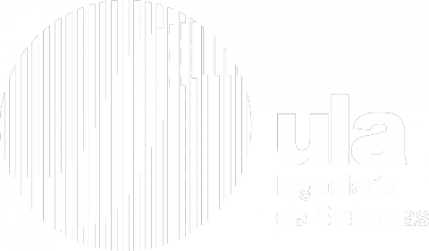 ula
Ingeniería
de Sistemas